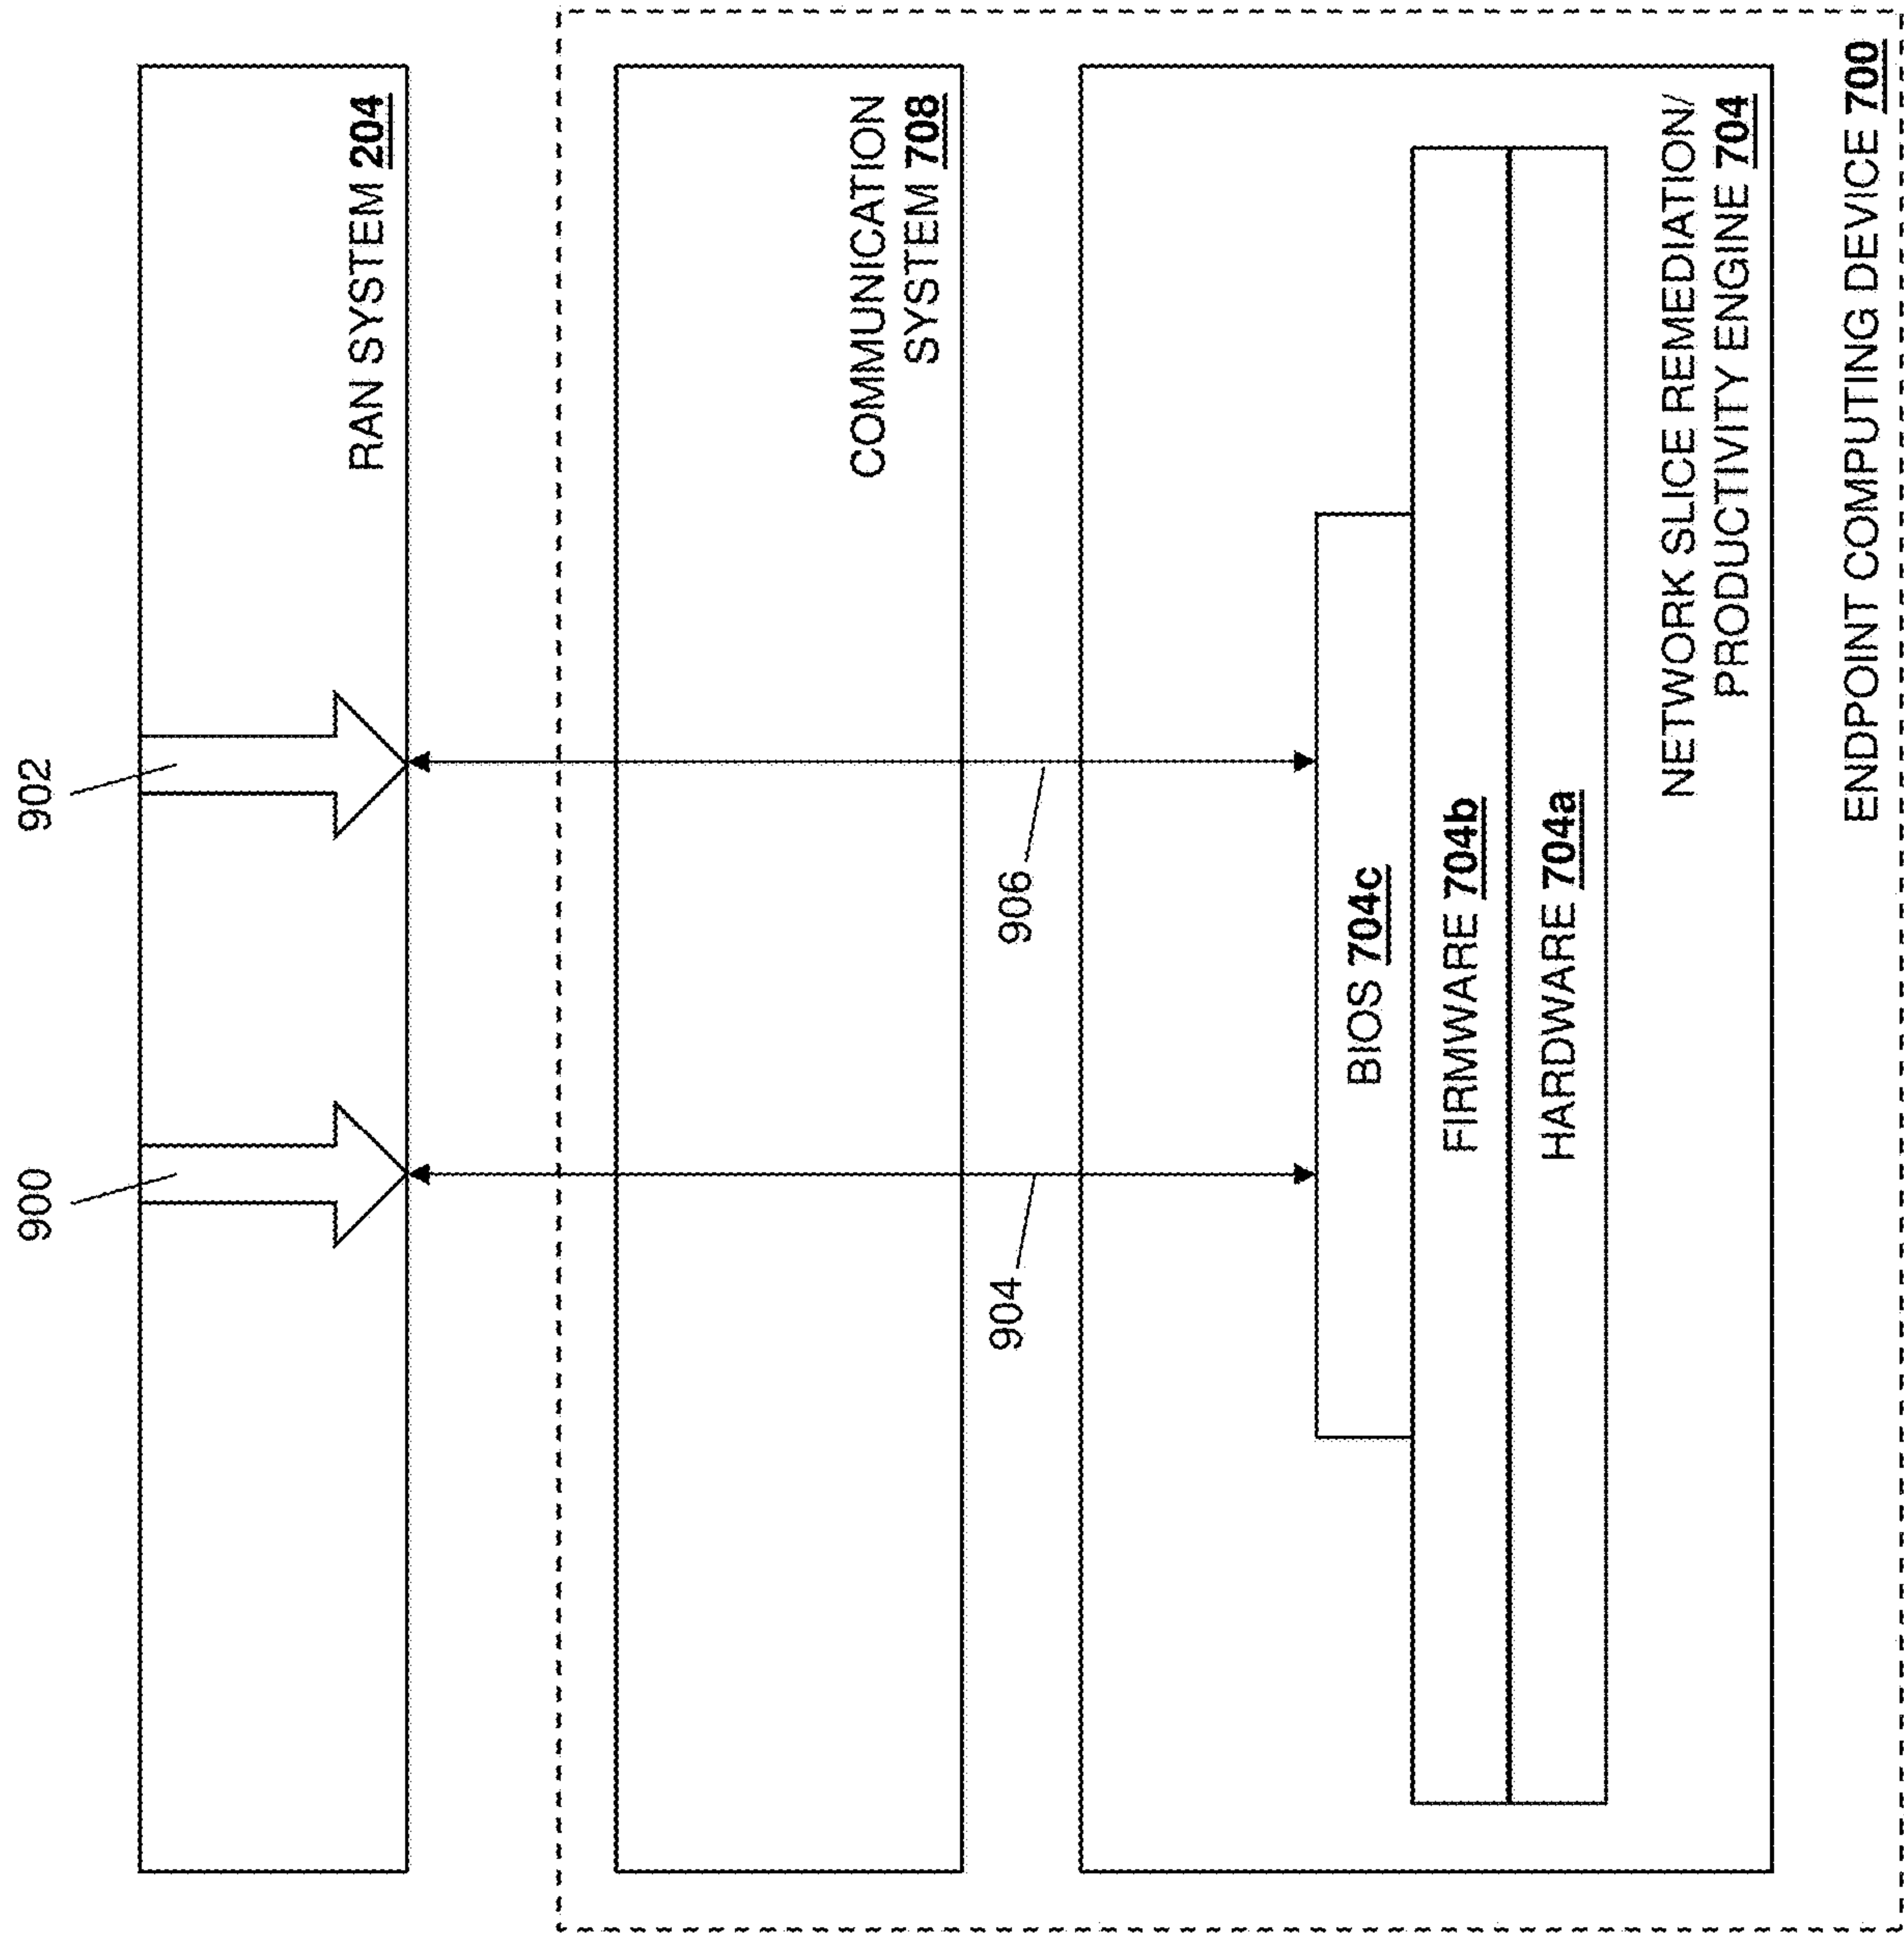 900
902
RAN SYSTEM 204
COMMUNICATION
SYSTEM 708
904
906
BIOS 704c
FIRMWARE 704b
HARDWARE 704a
NETWORK SLICE REMEDIATION/
PRODUCTIVITY ENGINE 704
ENDPOINT COMPUTING DEVICE 700